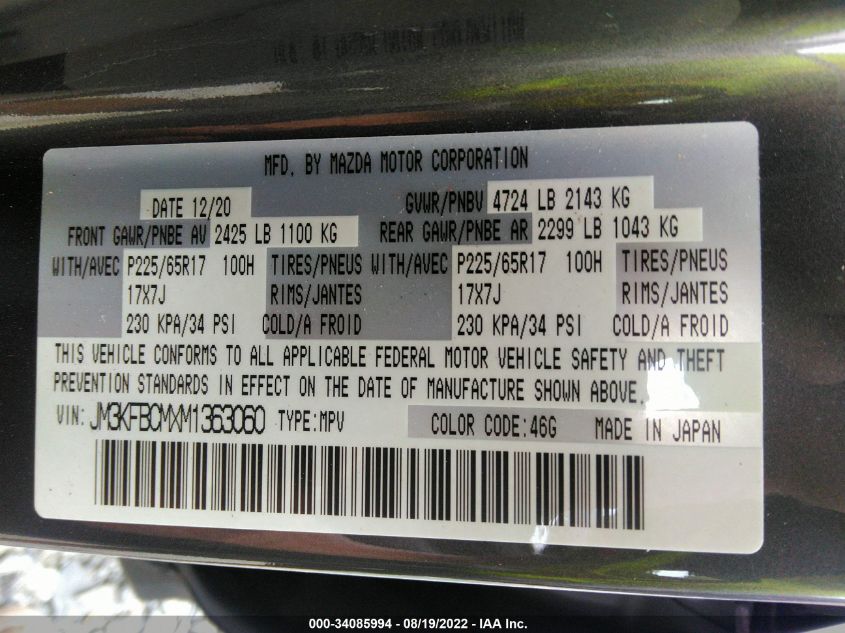 MFD. BY MAZDA MOTOR CORPORATION
DATE 12/20 GVWR/PNBV 4724 LB 2143 KG
FRONT GAWR/PNBE AV 2425 LB 1100 KG REAR GAWR/PNBE AR 2299 LB 1043 KG
WITH/AVEC P225/65R17 100H TIRES/PNEUS WITH/AVEC P225/65R17 100H TIRES/PNEUS
17X7J RIMS/JANTES 17X7J RIMS/JANTES
230 KPA/34 PSI COLD/A FROID 230 KPA/34 PSI COLD/A FROID
THIS VEHICLE CONFORMS TO ALL APPLICABLE FEDERAL MOTOR VEHICLE SAFETY AND THEFT
PREVENTION STANDARDS IN EFFECT ON THE DATE OF MANUFACTURE SHOWN ABOVE.
VIN: JM3KFBCMXM1363060 TYPE:MPV COLOR CODE:46G MADE IN JAPAN
000-34085994 - 08/19/2022 - IAA Inc.